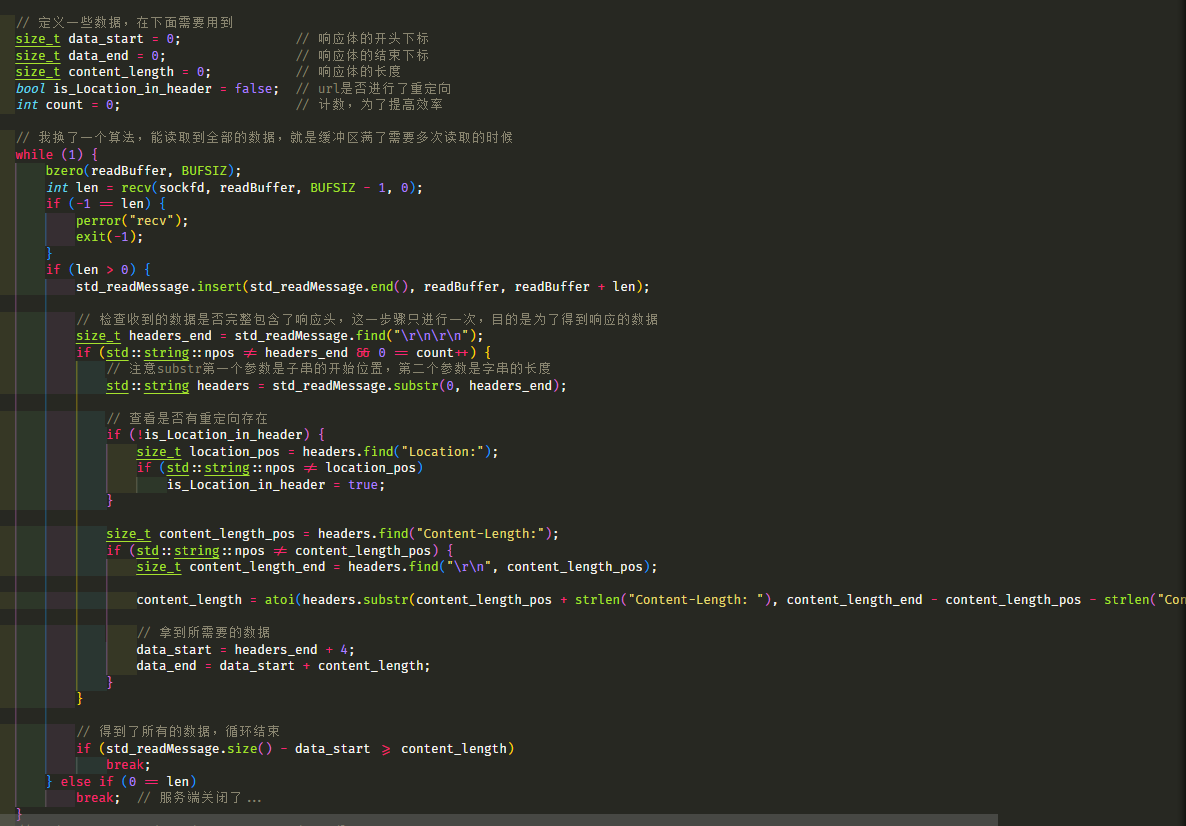 // 定义一些数据，在下面需要用到
size_t data_start = 0; // 响应体的开头下标
size_t data_end = 0; // 响应体的结束下标
size_t content_length = 0; // 响应体的长度
bool is_Location_in_header = false; // url是否进行了重定向
int count = 0; // 计数，为了提高效率
// 我换了一个算法，能读取到全部的数据，就是缓冲区满了需要多次读取的时候
while (1) {
bzero(readBuffer, BUFSIZ);
int len = recv(sockfd, readBuffer, BUFSIZ - 1, 0);
if (-1 == len) {
perror("recv");
exit(-1);
}
if (len > 0) {
std_readMessage.insert(std_readMessage.end(), readBuffer, readBuffer + len);
// 检查收到的数据是否完整包含了响应头，这一步骤只进行一次，目的是为了得到响应的数据
size_t headers_end = std_readMessage.find("\r\n\r\n");
if (std::string::npos != headers_end && 0 == count++) {
// 注意substr第一个参数是子串的开始位置，第二个参数是字串的长度
std::string headers = std_readMessage.substr(0, headers_end);
// 查看是否有重定向存在
if (!is_Location_in_header) {
size_t location_pos = headers.find("Location:");
if (std::string::npos != location_pos)
is_Location_in_header = true;
}
size_t content_length_pos = headers.find("Content-Length:");
if (std::string::npos != content_length_pos) {
size_t content_length_end = headers.find("\r\n", content_length_pos);
content_length = atoi(headers.substr(content_length_pos + strlen("Content-Length: "), content_length_end - content_length_pos - strlen("Con
// 拿到所需要的数据
data_start = headers_end + 4;
data_end = data_start + content_length;
}
}
// 得到了所有的数据，循环结束
if (std_readMessage.size() - data_start >= content_length)
break;
} else if (0 == len)
break; // 服务端关闭了...
}